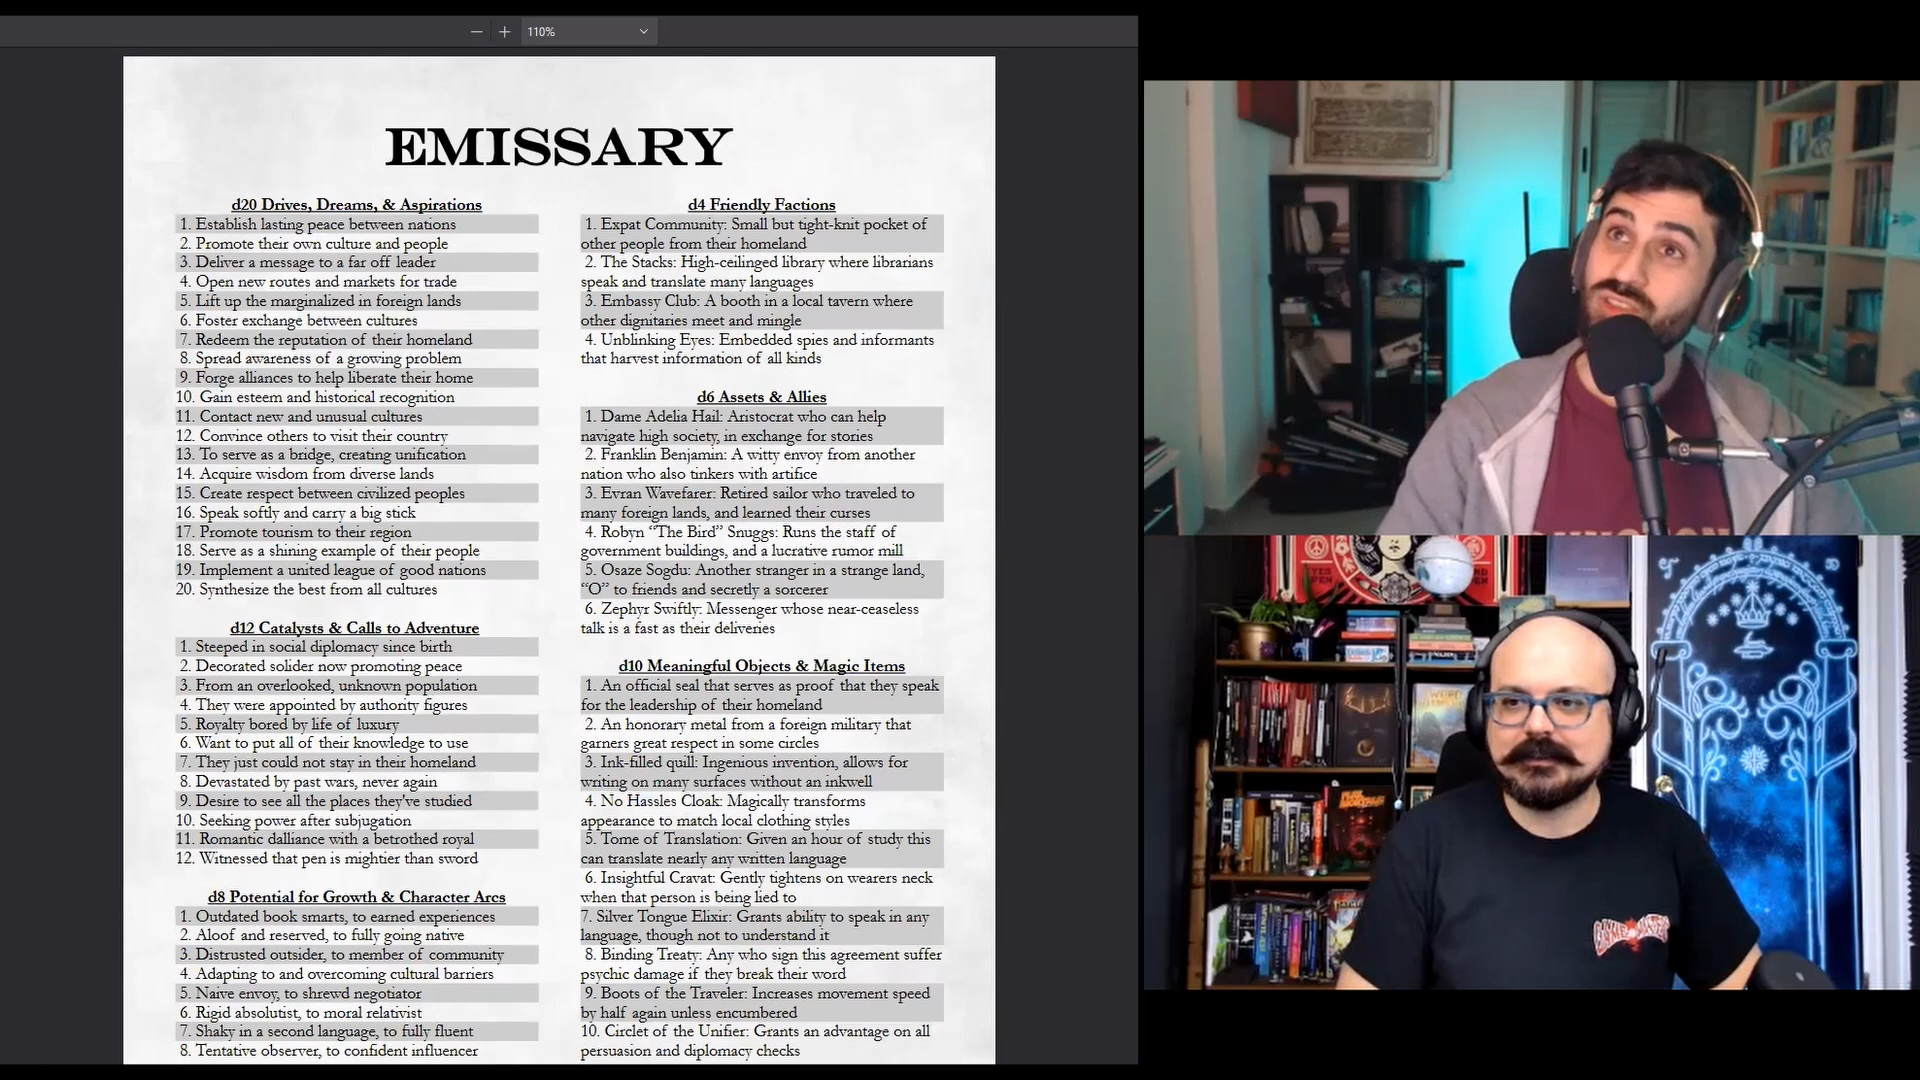 110%
EMISSARY
d20 Drives, Dreams, & Aspirations
1. Establish lasting peace between nations
2. Promote their own culture and people
3. Deliver a message to a far off leader
4. Open new routes and markets for trade
5. Lift up the marginalized in foreign lands
6. Foster exchange between cultures
7. Redeem the reputation of their homeland
8. Spread awareness of a growing problem
9. Forge alliances to help liberate their home
10. Gain esteem and historical recognition
11. Contact new and unusual cultures
12. Convince others to visit their country
13. To serve as a bridge, creating unification
14. Acquire wisdom from diverse lands
15. Create respect between civilized peoples
16. Speak softly and carry a big stick
17. Promote tourism to their region
18. Serve as a shining example of their people
19. Implement a united league of good nations
20. Synthesize the best from all cultures
d12 Catalysts & Calls to Adventure
1. Steeped in social diplomacy since birth
2. Decorated solider now promoting peace
3. From an overlooked, unknown population
4. They were appointed by authority figures
5. Royalty bored by life of luxury
6. Want to put all of their knowledge to use
7. They just could not stay in their homeland
8. Devastated by past wars, never again
9. Desire to see all the places they've studied
10. Seeking power after subjugation
11. Romantic dalliance with a betrothed royal
12. Witnessed that pen is mightier than sword
d8 Potential for Growth & Character Arcs
1. Outdated book smarts, to earned experiences
2. Aloof and reserved, to fully going native
3. Distrusted outsider, to member of community
4. Adapting to and overcoming cultural barriers
5. Naive envoy, to shrewd negotiator
6. Rigid absolutist, to moral relativist
7. Shaky in a second language, to fully fluent
8. Tentative observer, to confident influencer
d4 Friendly Factions
1. Expat Community: Small but tight-knit pocket of
other people from their homeland
2. The Stacks: High-ceilinged library where librarians
speak and translate many languages
3. Embassy Club: A booth in a local tavern where
other dignitaries meet and mingle
4. Unblinking Eyes: Embedded spies and informants
that harvest information of all kinds
d6 Assets & Allies
1. Dame Adelia Hail: Aristocrat who can help
navigate high society, in exchange for stories
2. Franklin Benjamin: A witty envoy from another
nation who also tinkers with artifice
3. Evran Wavefarer: Retired sailor who traveled to
many foreign lands, and learned their curses
4. Robyn “The Bird” Snuggs: Runs the staff of
government buildings, and a lucrative rumor mill
5. Osaze Sogdu: Another stranger in a strange land,
“O” to friends and secretly a sorcerer
6. Zephyr Swiftly: Messenger whose near-ceaseless
talk is a fast as their deliveries
d10 Meaningful Objects & Magic Items
1. An official seal that serves as proof that they speak
for the leadership of their homeland
2. An honorary metal from a foreign military that
garners great respect in some circles
3. Ink-filled quill: Ingenious invention, allows for
writing on many surfaces without an inkwell
4. No Hassles Cloak: Magically transforms
appearance to match local clothing styles
5. Tome of Translation: Given an hour of study this
can translate nearly any written language
6. Insightful Cravat: Gently tightens on wearers neck
when that person is being lied to
7. Silver Tongue Elixir: Grants ability to speak in any
language, though not to understand it
8. Binding Treaty: Any who sign this agreement suffer
psychic damage if they break their word
9. Boots of the Traveler: Increases movement speed
by half again unless encumbered
10. Circlet of the Unifier: Grants an advantage on all
persuasion and diplomacy checks